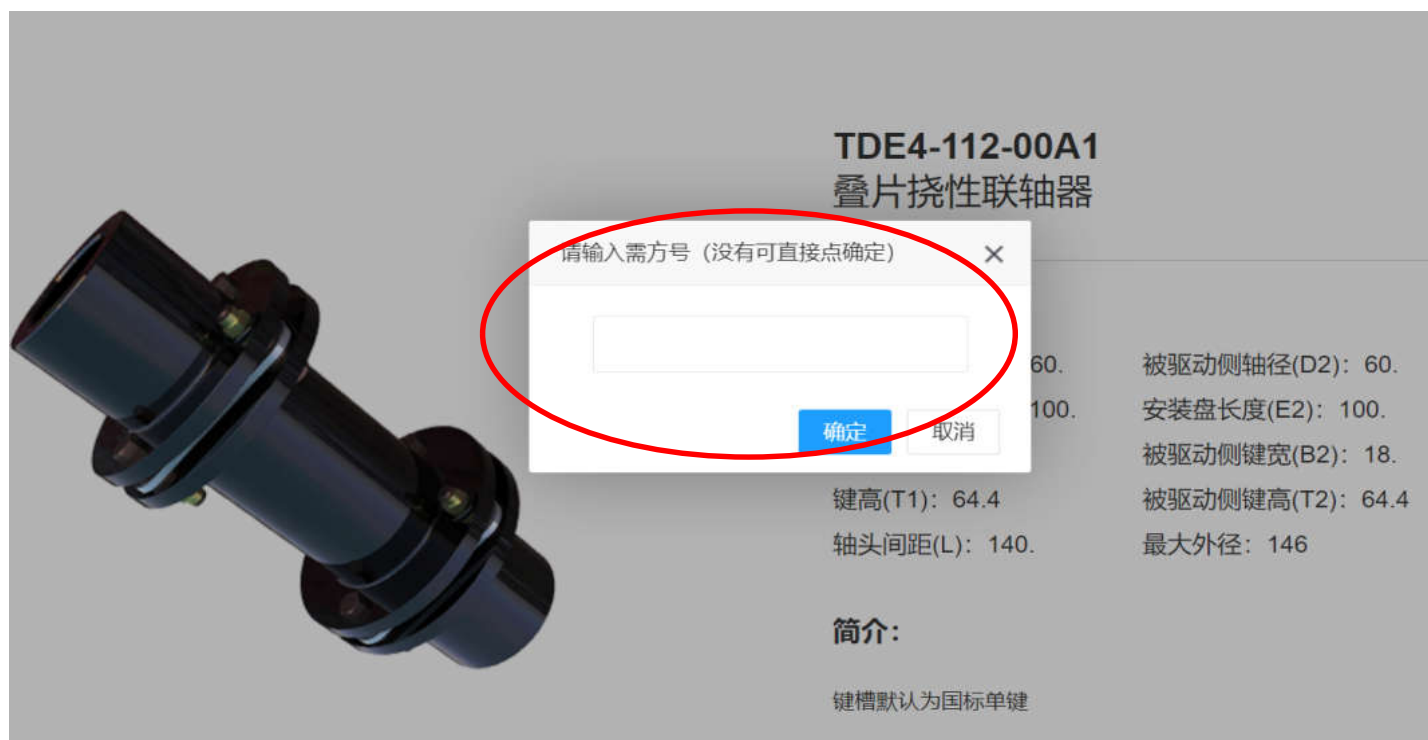 TDE4-112-00A1
叠片挠性联轴器
请输入需方号（没有可直接点确定）
60. 被驱动侧轴径(D2)：60.
100. 安装盘长度(E2)：100.
确定 取消
被驱动侧键宽(B2)：18.
键高(T1)：64.4 被驱动侧键高(T2)：64.4
轴头间距(L)：140. 最大外径：146
简介：
键槽默认为国标单键